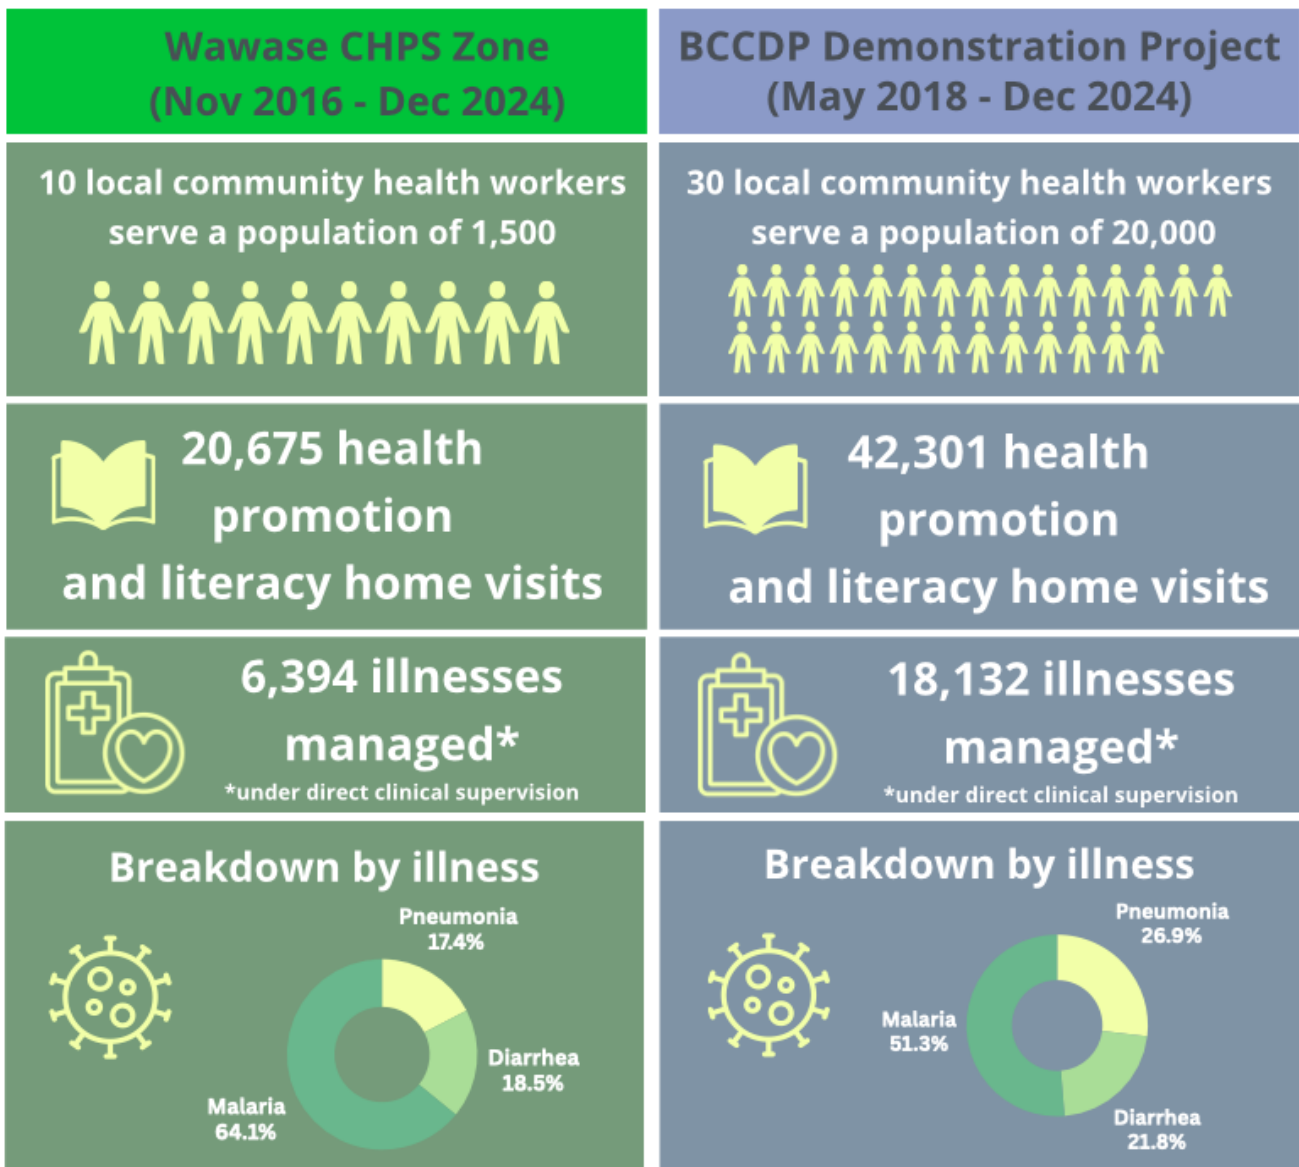 Wawase CHPS Zone
(Nov 2016 - Dec 2024)
10 local community health workers
serve a population of 1,500
20,675 health
promotion
and literacy home visits
6,394 illnesses
managed*
*under direct clinical supervision
Breakdown by illness
Pneumonia
17.4%
Diarrhea
18.5%
Malaria
64.1%
BCCDP Demonstration Project
(May 2018 - Dec 2024)
30 local community health workers
serve a population of 20,000
42,301 health
promotion
and literacy home visits
18,132 illnesses
managed*
*under direct clinical supervision
Breakdown by illness
Pneumonia
26.9%
Malaria
51.3%
Diarrhea
21.8%